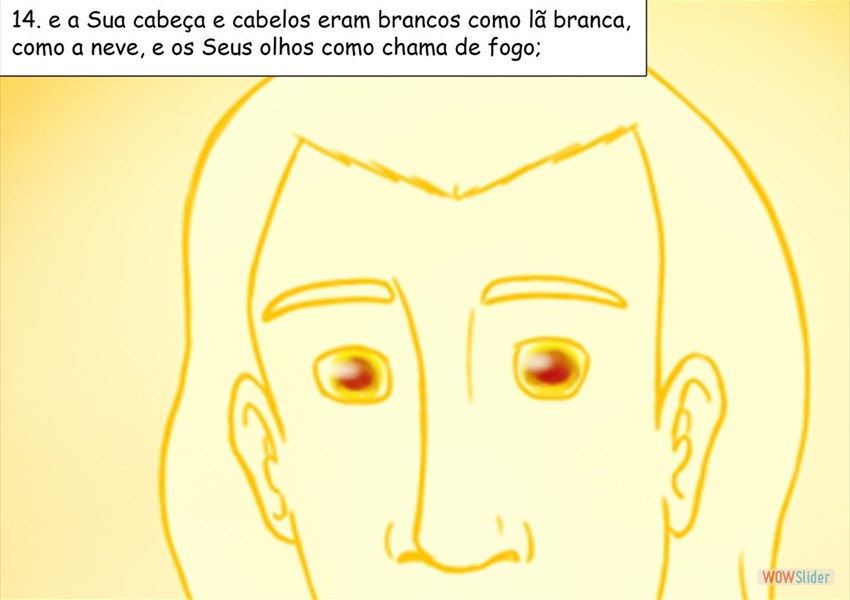 14. e a Sua cabeça e cabelos eram brancos como lã branca,
como a neve, e os Seus olhos como chama de fogo;
WOWSlider